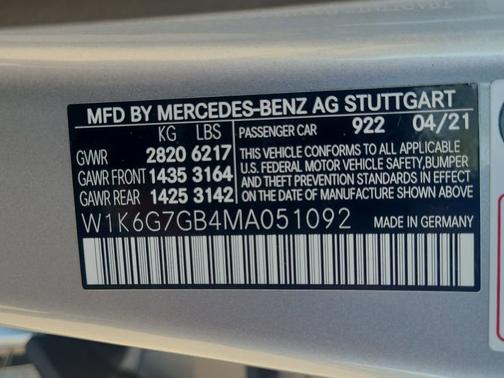 MFD BY MERCEDES-BENZ AG STUTTGART
KG LBS
GVWR 2820 6217
GAWR FRONT 1435 3164
GAWR REAR 1425 3142
PASSENGER CAR 922 04/21
THIS VEHICLE CONFORMS TO ALL APPLICABLE
U.S. FEDERAL MOTOR VEHICLE SAFETY, BUMPER
AND THEFT PREVENTION STANDARDS IN EFFECT
ON THE DATE OF MANUFACTURE SHOWN ABOVE
W1K6G7GB4MA051092
MADE IN GERMANY